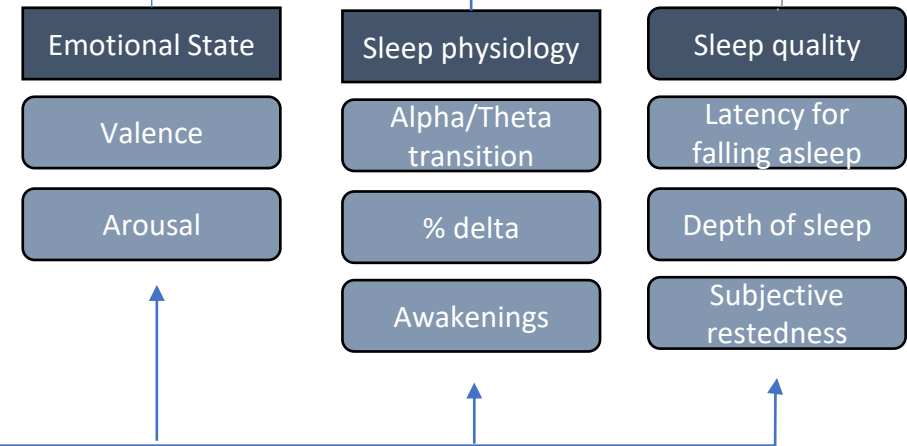 Emotional State
Valence
Arousal
Sleep physiology
Alpha/Theta
transition
% delta
Awakenings
Sleep quality
Latency for
falling asleep
Depth of sleep
Subjective
restedness